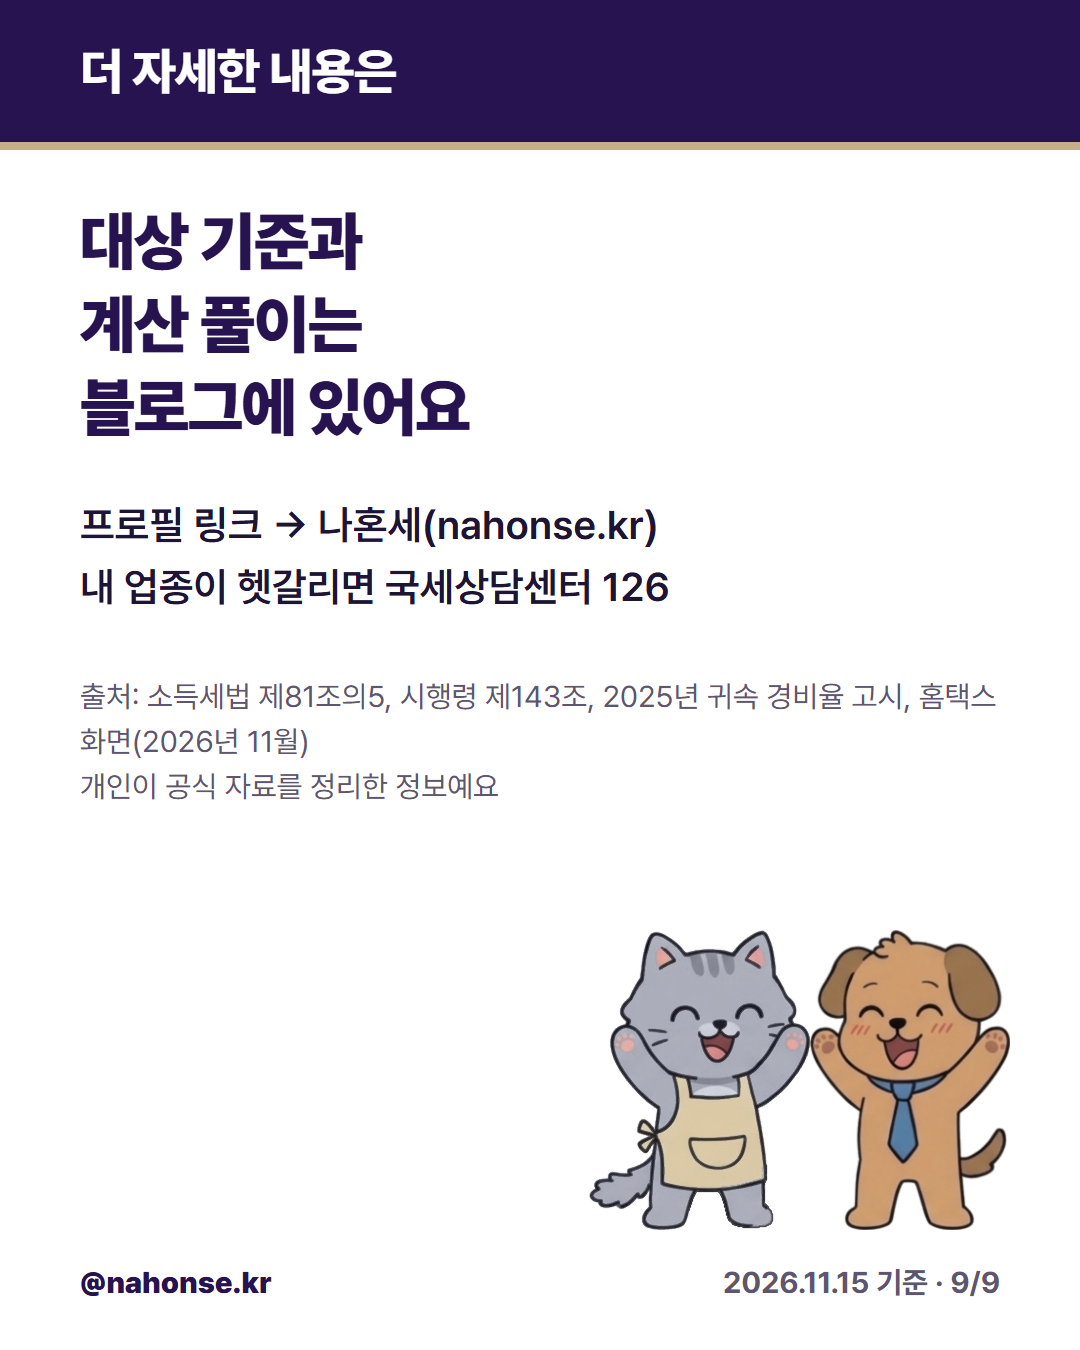 더 자세한 내용은
대상 기준과
계산 풀이는
블로그에 있어요
프로필 링크 → 나혼세(nahonse.kr)
내 업종이 헷갈리면 국세상담센터 126
출처: 소득세법 제81조의5, 시행령 제143조, 2025년 귀속 경비율 고시, 홈택스
화면(2026년 11월)
개인이 공식 자료를 정리한 정보예요
@nahonse.kr
2026.11.15 기준 · 9/9